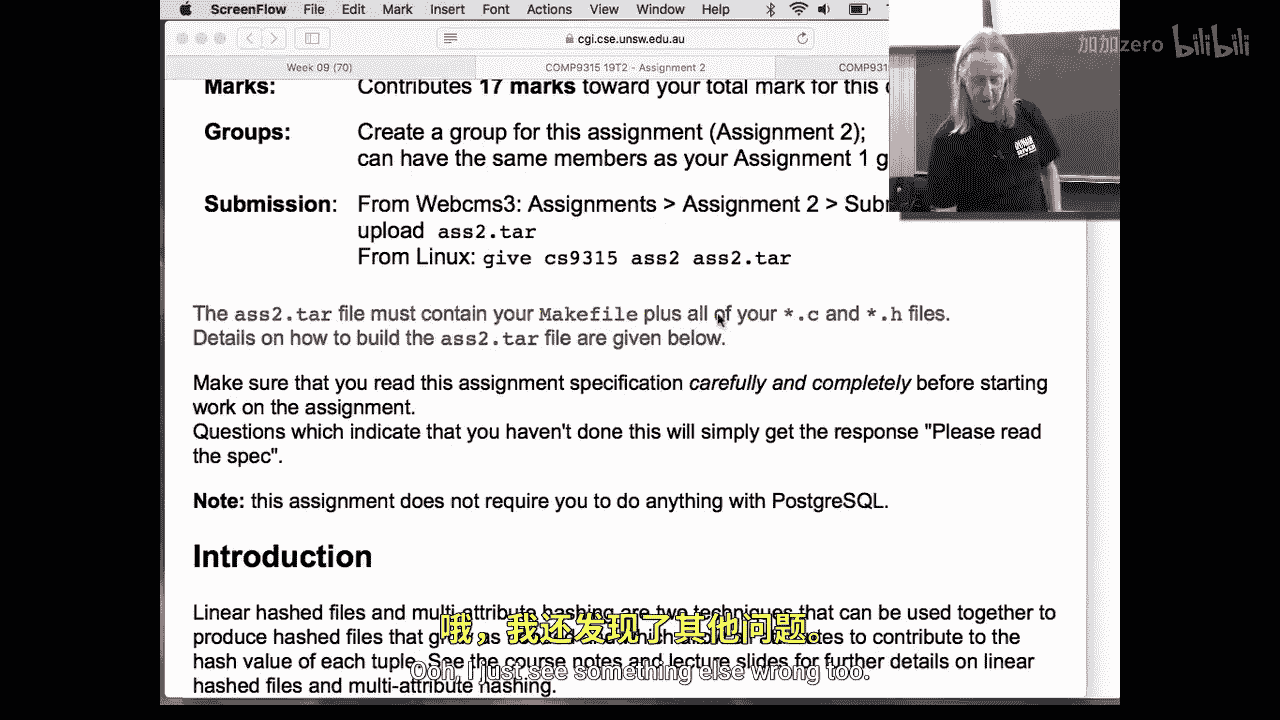 ScreenFlow File Edit Mark Insert Font Actions View Window Help
cgi.cse.unsw.edu.au
加加zero bilibili
Week 09 (70) COMP9315 19T2 - Assignment 2 COMP931
Marks: Contributes 17 marks toward your total mark for this
Groups: Create a group for this assignment (Assignment 2);
can have the same members as your Assignment 1 g
Submission: From Webcms3: Assignments > Assignment 2 > Subm
upload ass2.tar
From Linux: give cs9315 ass2 ass2.tar
The ass2.tar file must contain your Makefile plus all of your *.c and *.h files.
Details on how to build the ass2.tar file are given below.
Make sure that you read this assignment specification carefully and completely before starting
work on the assignment.
Questions which indicate that you haven't done this will simply get the response "Please read
the spec".
Note: this assignment does not require you to do anything with PostgreSQL.
Introduction
Linear hashed files and multi-attribute hashing are two techniques that can be used together to
produce hashed files that as to contribute to the
hash value of each tuple. See the course notes and lecture slides for further details on linear
hashed files and multi-attribute hashing.
哦，我还发现了其他问题。
Ooh, I just see something else wrong too.